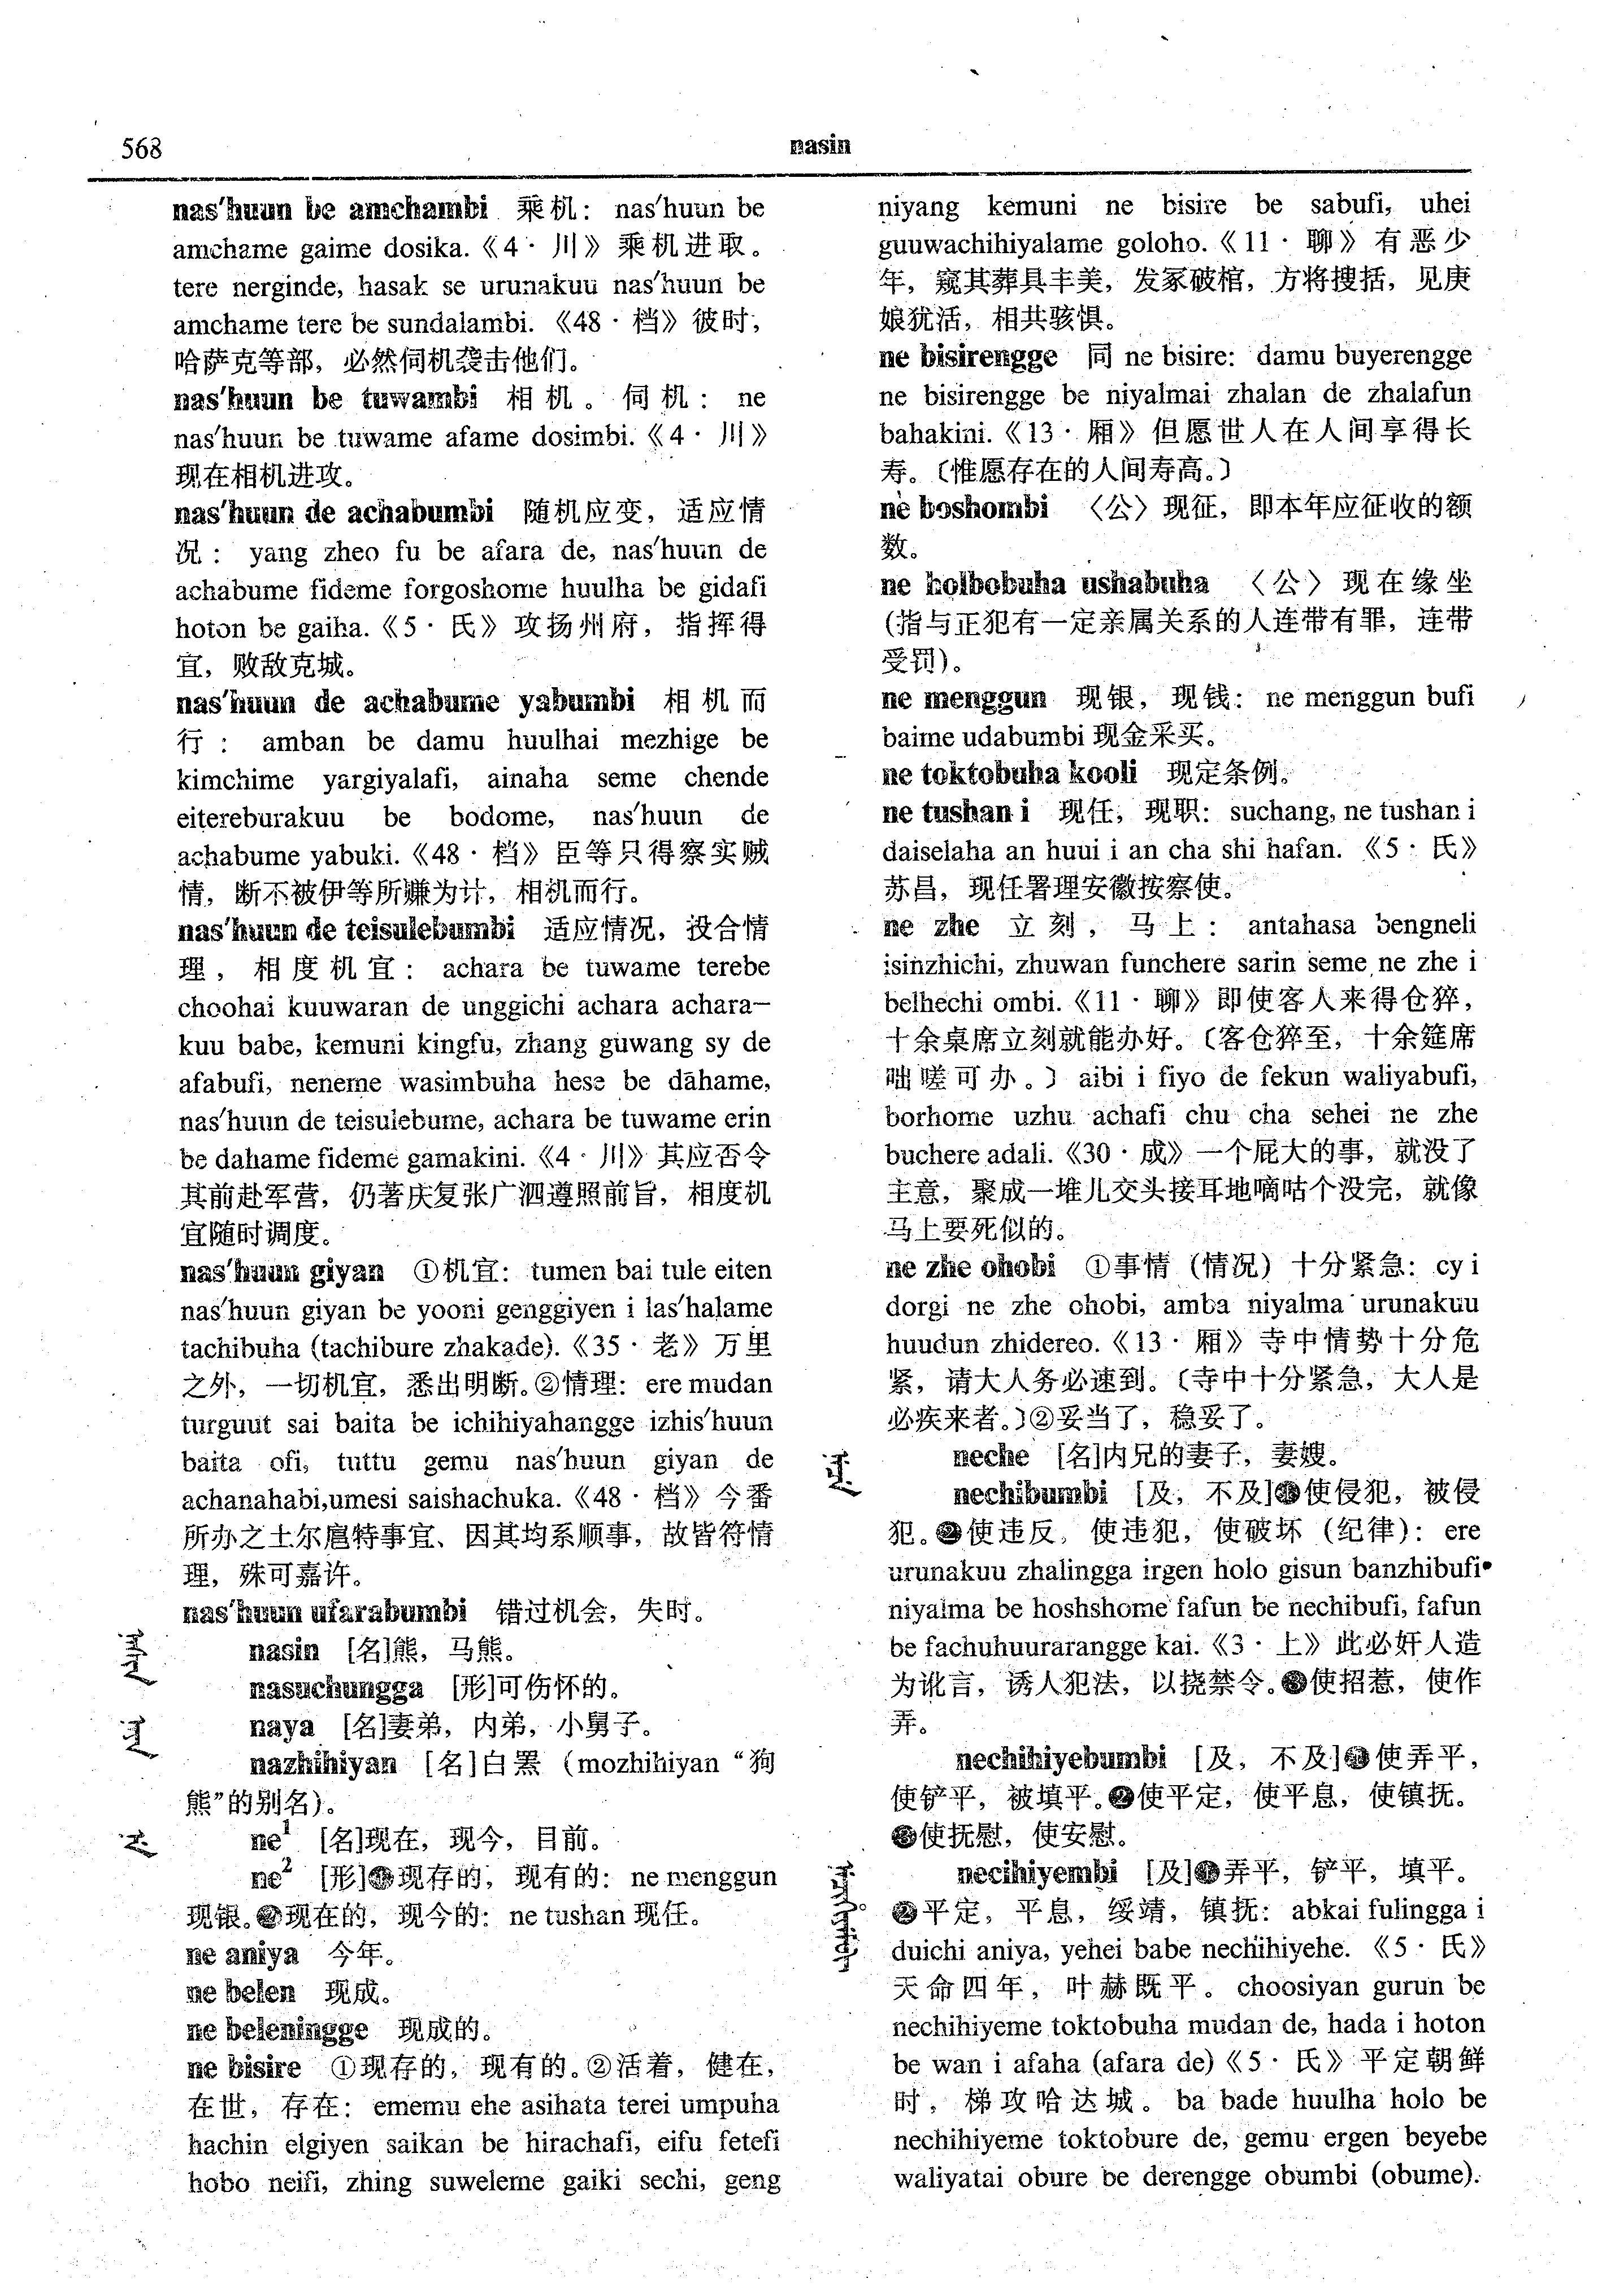 568
nasin
nas'huun be amchambi 乘机：nas'huun be
amchame gaime dosika.《4·川》乘机进取。
tere nerginde, hasak se urunakuu nas'huun be
amchame tere be sundalambi.《48·档》彼时，
哈萨克等部，必然伺机袭击他们。
nas'huun be tuwambi 相机。伺机：ne
nas'huun be tuwame afame dosimbi.《4·川》
现在相机进攻。
nas'huun de achabumbi 随机应变，适应情
况：yang zheo fu be afara de, nas'huun de
achabume fideme forgoshome huulha be gidafi
hoton be gaiha.《5·氏》攻扬州府，指挥得
宜，败敌克城。
nas'huun de achabume yabumbi 相机而
行：amban be damu huulhai mezhige be
kimchime yargiyalafi, ainaha seme chende
eitereburakuu be bodome, nas'huun de
achabume yabuki.《48·档》臣等只得察实贼
情，断不被伊等所赚为计，相机而行。
nas'huun de teisulebumbi 适应情况，投合情
理，相度机宜：achara be tuwame terebe
choohai kuuwaran de unggichi achara achara-
kuu babe, kemuni kingfu, zhang guwang sy de
afabufi, neneme wasimbuha hese be dahame,
nas'huun de teisulebume, achara be tuwame erin
be dahame fideme gamakini.《4·川》其应否令
其前赴军营，仍著庆复张广泗遵照前旨，相度机
宜随时调度。
nas'huun giyan ①机宜：tumen bai tule eiten
nas'huun giyan be yooni genggiyen i las'halame
tachibuha (tachibure zhakade).《35·老》万里
之外，一切机宜，悉出明断。②情理：ere mudan
turguut sai baita be ichihiyahangge izhis'huun
baita ofi, tuttu gemu nas'huun giyan de
achanahabi,umesi saishachuka.《48·档》今番
所办之土尔扈特事宜、因其均系顺事，故皆符情
理，殊可嘉许。
nas'huun ufarabumbi 错过机会，失时。
nasin [名]熊，马熊。
nasuchungga [形]可伤怀的。
naya [名]妻弟，内弟，小舅子。
nazhihiyan [名]白罴（mozhihiyan“狗
熊”的别名）。
ne¹ [名]现在，现今，目前。
ne² [形]❶现存的，现有的：ne menggun
现银。❷现在的，现今的：ne tushan 现任。
ne aniya 今年。
ne belen 现成。
ne beleningge 现成的。
ne bisire ①现存的，现有的。②活着，健在，
在世，存在：ememu ehe asihata terei umpuha
hachin elgiyen saikan be hirachafi, eifu fetefi
hobo neifi, zhing suweleme gaiki sechi, geng
niyang kemuni ne bisire be sabufi, uhei
guuwachihiyalame goloho.《11·聊》有恶少
年，窥其葬具丰美，发冢破棺，方将搜括，见庚
娘犹活，相共骇惧。
ne bisirengge 同 ne bisire：damu buyerengge
ne bisirengge be niyalmai zhalan de zhalafun
bahakini.《13·厢》但愿世人在人间享得长
寿。〔惟愿存在的人间寿高。〕
ne boshombi 〈公〉现征，即本年应征收的额
数。
ne holbobuha ushabuha 〈公〉现在缘坐
（指与正犯有一定亲属关系的人连带有罪，连带
受罚）。
ne menggun 现银，现钱：ne menggun bufi
baime udabumbi 现金采买。
ne toktobuha kooli 现定条例。
ne tushan i 现任，现职：suchang, ne tushan i
daiselaha an huui i an cha shi hafan.《5·氏》
苏昌，现任署理安徽按察使。
ne zhe 立刻，马上：antahasa bengneli
isinzhichi, zhuwan funchere sarin seme ne zhe i
belhechi ombi.《11·聊》即使客人来得仓猝，
十余桌席立刻就能办好。〔客仓猝至，十余筵席
咄嗟可办。〕aibi i fiyo de fekun waliyabufi,
borhome uzhu achafi chu cha sehei ne zhe
buchere adali.《30·成》一个屁大的事，就没了
主意，聚成一堆儿交头接耳地嘀咕个没完，就像
马上要死似的。
ne zhe ohobi ①事情（情况）十分紧急：cy i
dorgi ne zhe ohobi, amba niyalma urunakuu
huudun zhidereo.《13·厢》寺中情势十分危
紧，请大人务必速到。〔寺中十分紧急，大人是
必疾来者。〕②妥当了，稳妥了。
neche [名]内兄的妻子，妻嫂。
nechibumbi [及，不及]❶使侵犯，被侵
犯。❷使违反，使违犯，使破坏（纪律）：ere
urunakuu zhalingga irgen holo gisun banzhibufi
niyalma be hoshshome fafun be nechibufi, fafun
be fachuhuurarangge kai.《3·上》此必奸人造
为讹言，诱人犯法，以挠禁令。❸使招惹，使作
弄。
nechihiyebumbi [及，不及]❶使弄平，
使铲平，被填平。❷使平定，使平息，使镇抚。
❸使抚慰，使安慰。
necihiyembi [及]❶弄平，铲平，填平。
❷平定，平息，绥靖，镇抚：abkai fulingga i
duichi aniya, yehei babe nechihiyehe.《5·氏》
天命四年，叶赫既平。choosiyan gurun be
nechihiyeme toktobuha mudan de, hada i hoton
be wan i afaha (afara de)《5·氏》平定朝鲜
时，梯攻哈达城。ba bade huulha holo be
nechihiyeme toktobure de, gemu ergen beyebe
waliyatai obure be derengge obumbi (obume).